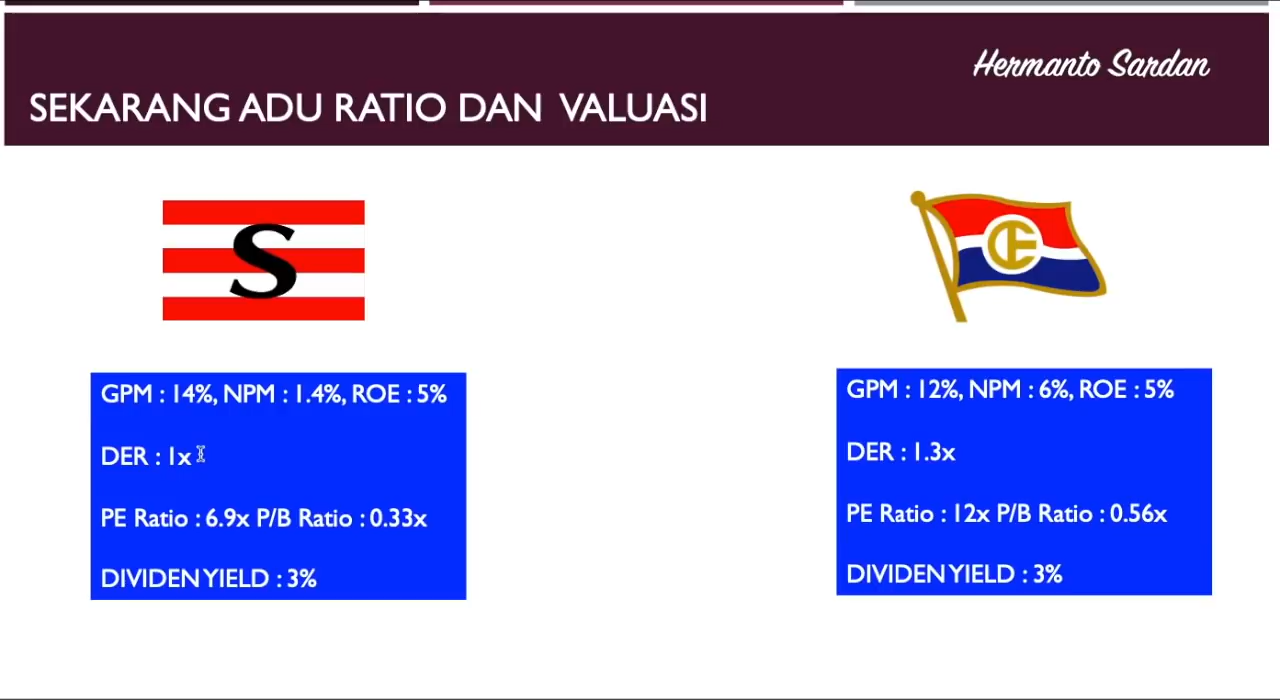 Hermanto Sardan
SEKARANG ADU RATIO DAN VALUASI
S
CE
GPM : 14%, NPM : 1.4%, ROE : 5%
DER : 1x
PE Ratio : 6.9x P/B Ratio : 0.33x
DIVIDEN YIELD : 3%
GPM : 12%, NPM : 6%, ROE : 5%
DER : 1.3x
PE Ratio : 12x P/B Ratio : 0.56x
DIVIDEN YIELD : 3%